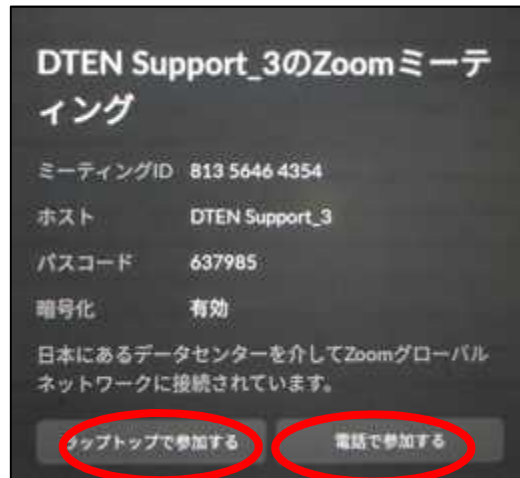 DTEN Support_3のZoomミーテ
ィング
ミーティングID 813 5646 4354
ホスト DTEN Support_3
パスコード 637985
暗号化 有効
日本にあるデータセンターを介してZoomグローバル
ネットワークに接続されています。
ラップトップで参加する 電話で参加する